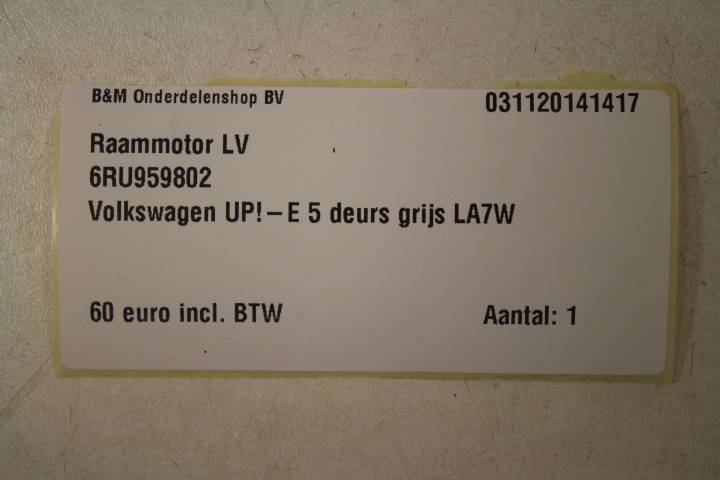 B&M Onderdelenshop BV 031120141417
Raammotor LV
6RU959802
Volkswagen UP!-E 5 deurs grijs LA7W
60 euro incl. BTW Aantal: 1